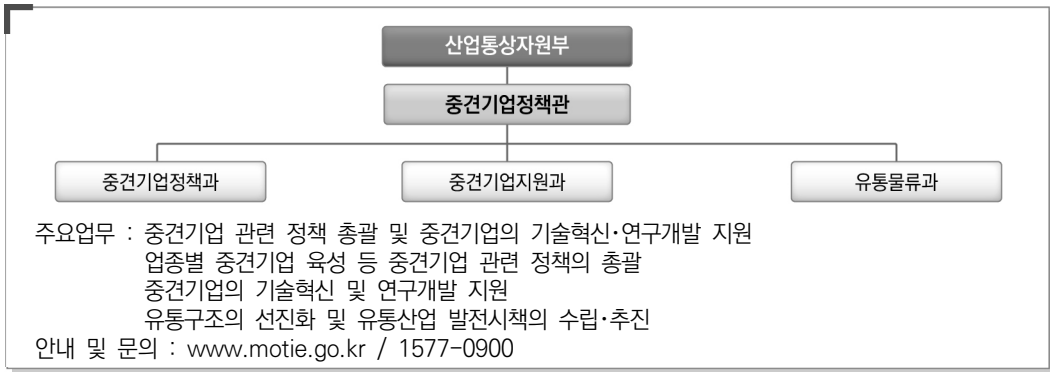 산업통상자원부
중견기업정책관
중견기업정책과 중견기업지원과 유통물류과
주요업무 : 중견기업 관련 정책 총괄 및 중견기업의 기술혁신·연구개발 지원
업종별 중견기업 육성 등 중견기업 관련 정책의 총괄
중견기업의 기술혁신 및 연구개발 지원
유통구조의 선진화 및 유통산업 발전시책의 수립·추진
안내 및 문의 : www.motie.go.kr / 1577-0900